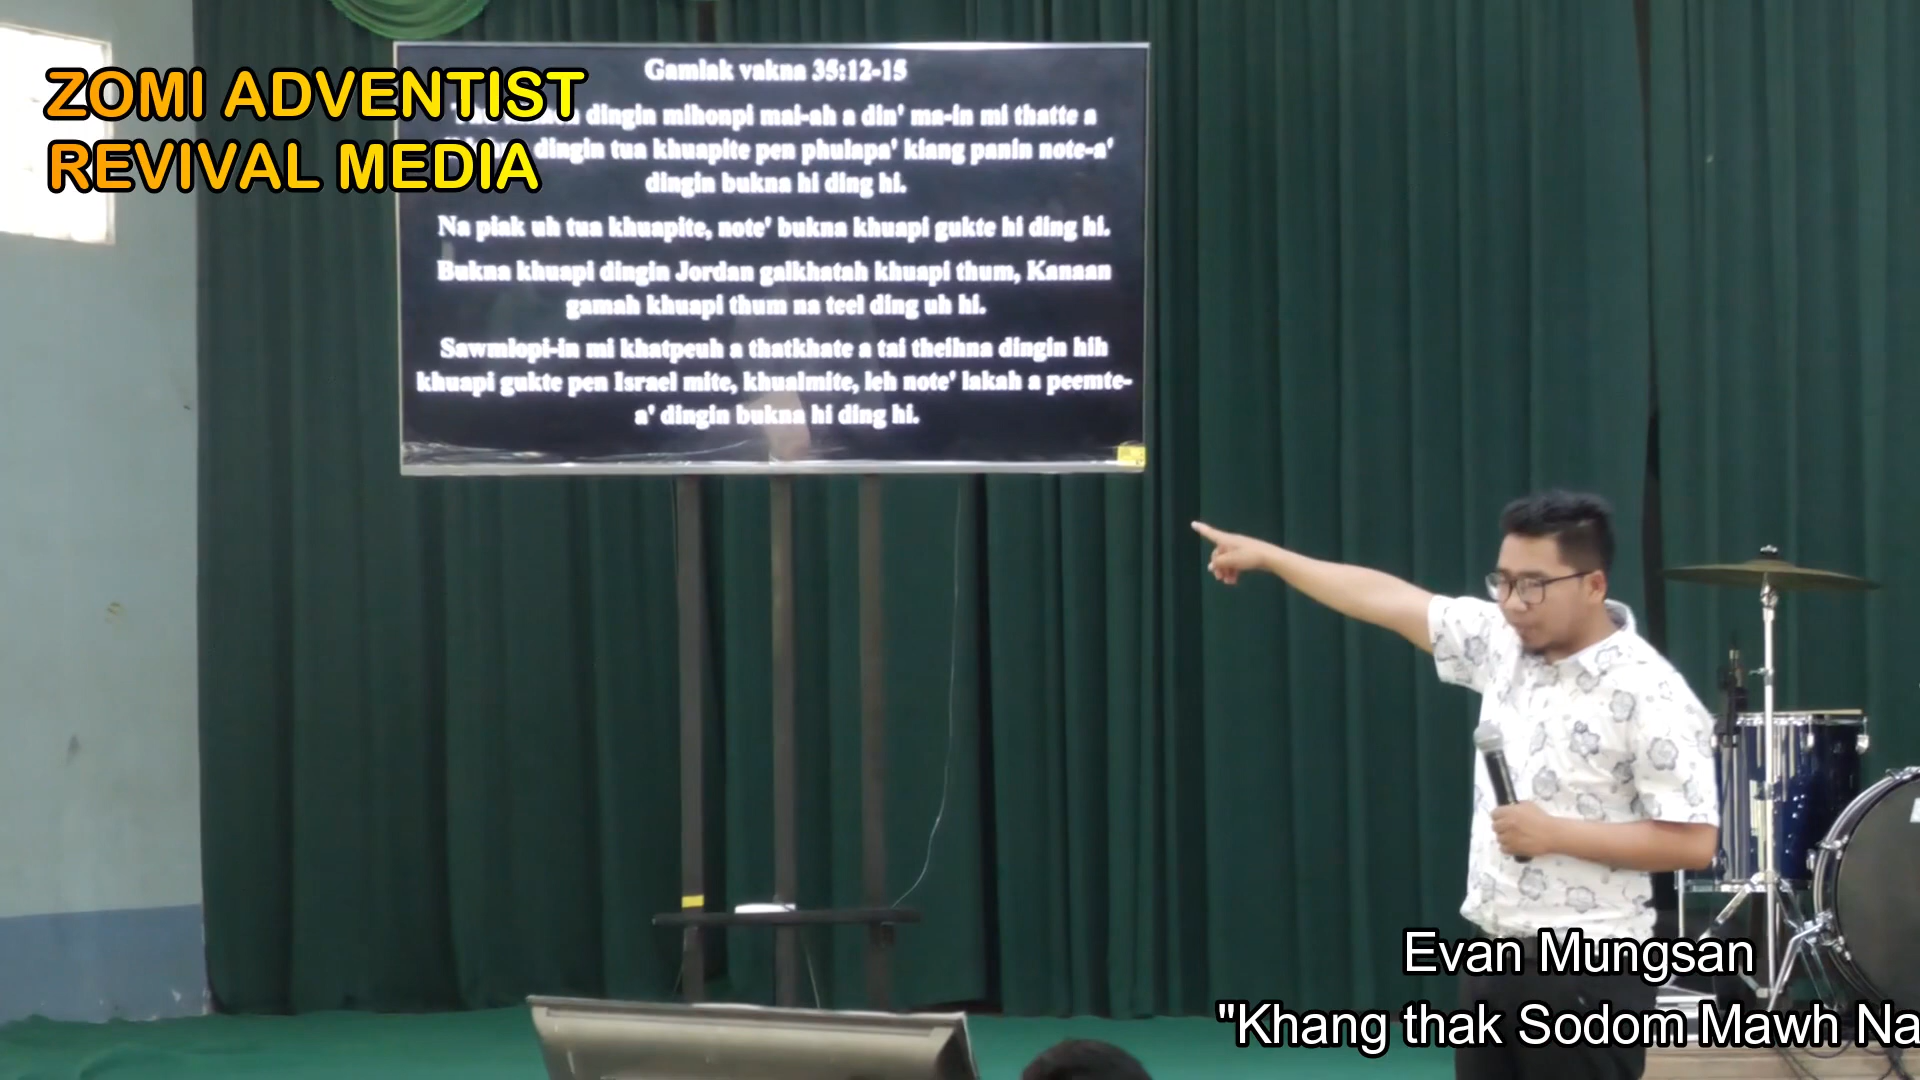 ZOMI ADVENTIST
REVIVAL MEDIA
Gamlak vakna 35:12-15
dingin mihonpi mai-ah a din' ma-in mi thatte a
dingin tua khuapite pen phulapa' kiang panin note-a'
dingin bukna hi ding hi.
Na piak uh tua khuapite, note' bukna khuapi gukte hi ding hi.
Bukna khuapi dingin Jordan galkhatah khuapi thum, Kanaan
gamah khuapi thum na teel ding uh hi.
Sawmlopi-in mi khatpeuh a thatkhate a tai theihna dingin hih
khuapi gukte pen Israel mite, khualmite, leh note' lakah a peemte-
a' dingin bukna hi ding hi.
Evan Mungsan
"Khang thak Sodom Mawh Na